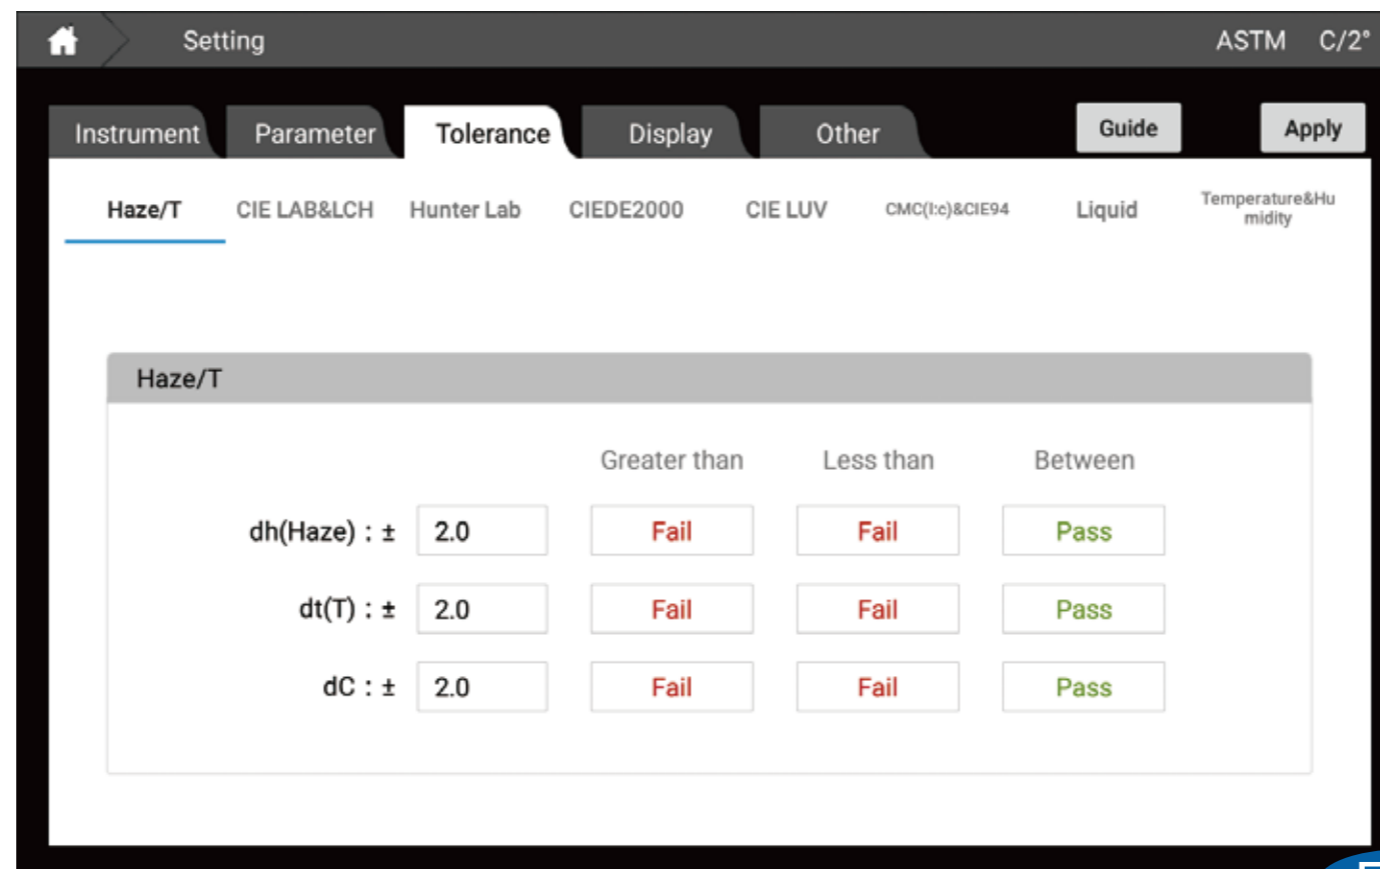 Setting ASTM C/2°
Instrument Parameter Tolerance Display Other Guide Apply
Haze/T CIE LAB&LCH Hunter Lab CIEDE2000 CIE LUV CMC(l:c)&CIE94 Liquid Temperature&Hu
midity
Haze/T
Greater than Less than Between
dh(Haze) : ± 2.0 Fail Fail Pass
dt(T) : ± 2.0 Fail Fail Pass
dC : ± 2.0 Fail Fail Pass